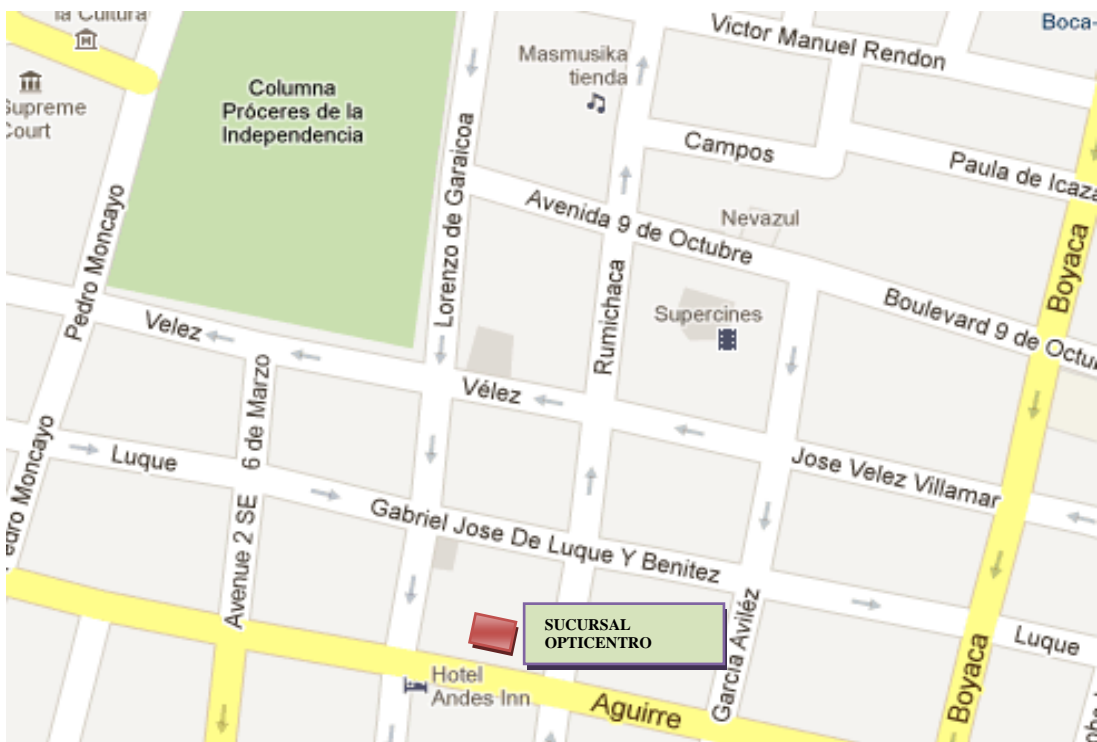 la Cultura
Victor Manuel Rendon
Boca-
Masmusika
tienda
Supreme
Court
Columna
Próceres de la
Independencia
Lorenzo de Garaicoa
Campos
Paula de Icaza
Pedro Moncayo
Avenida 9 de Octubre
Nevazul
Boyaca
Boulevard 9 de Octu
Supercines
Rumichaca
Velez
Vélez
6 de Marzo
Luque
Jose Velez Villamar
Pedro Moncayo
Avenue 2 SE
Gabriel Jose De Luque Y Benitez
SUCURSAL
OPTICENTRO
García Aviléz
Luque
Hotel
Andes Inn
Aguirre
Boyaca